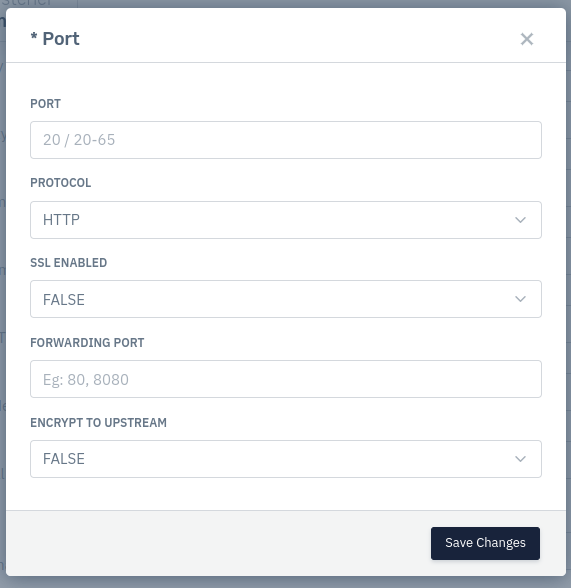 * Port
PORT
20 / 20-65
PROTOCOL
HTTP
SSL ENABLED
FALSE
FORWARDING PORT
Eg: 80, 8080
ENCRYPT TO UPSTREAM
FALSE
Save Changes